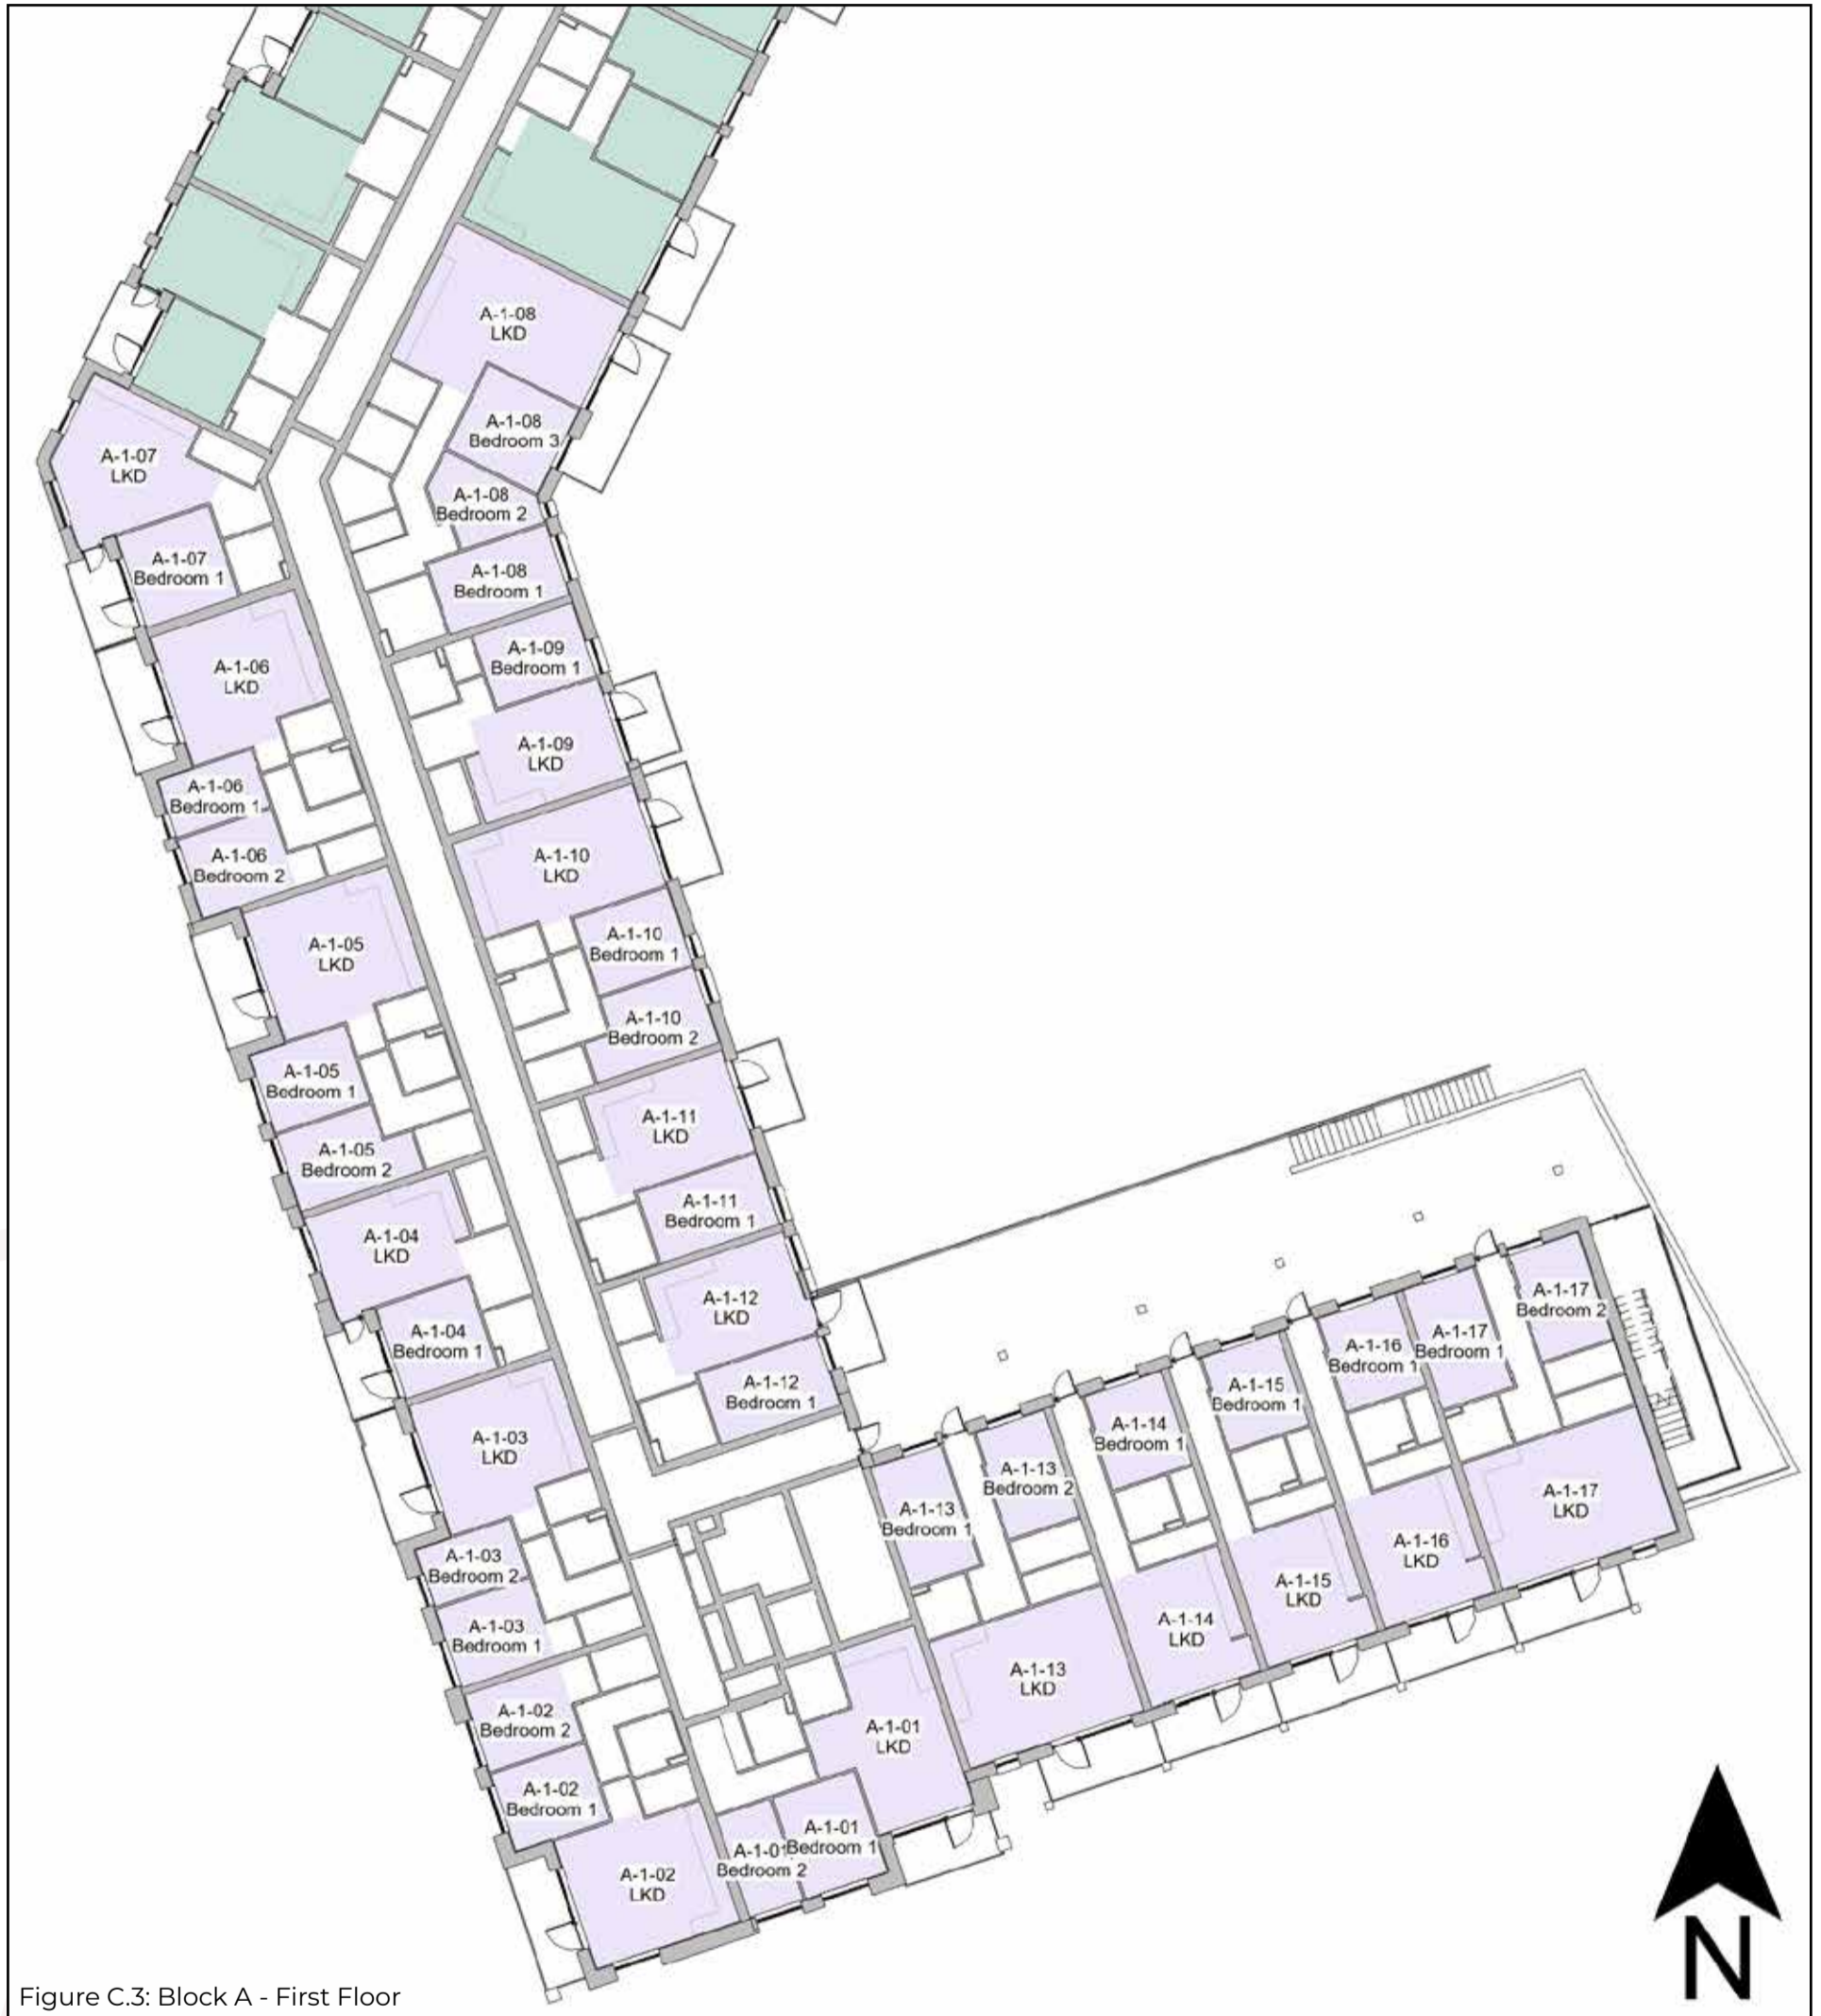 A-1-08
LKD
A-1-08
Bedroom 3
A-1-07
LKD
A-1-08
Bedroom 2
A-1-07
Bedroom 1
A-1-08
Bedroom 1
A-1-09
Bedroom 1
A-1-06
LKD
A-1-09
LKD
A-1-06
Bedroom 1
A-1-06
Bedroom 2
A-1-10
LKD
A-1-05
LKD
A-1-10
Bedroom 1
A-1-10
Bedroom 2
A-1-05
Bedroom 1
A-1-11
LKD
A-1-05
Bedroom 2
A-1-11
Bedroom 1
A-1-04
LKD
A-1-12
LKD
A-1-17
Bedroom 2
A-1-04
Bedroom 1
A-1-16
Bedroom 1
A-1-17
Bedroom 1
A-1-12
Bedroom 1
A-1-15
Bedroom 1
A-1-14
Bedroom 1
A-1-03
LKD
A-1-13
Bedroom 2
A-1-17
LKD
A-1-13
Bedroom 1
A-1-16
LKD
A-1-03
Bedroom 2
A-1-15
LKD
A-1-03
Bedroom 1
A-1-14
LKD
A-1-13
LKD
A-1-02
Bedroom 2
A-1-01
LKD
A-1-02
Bedroom 1
A-1-01
Bedroom 1
A-1-01
Bedroom 2
A-1-02
LKD
N
Figure C.3: Block A - First Floor